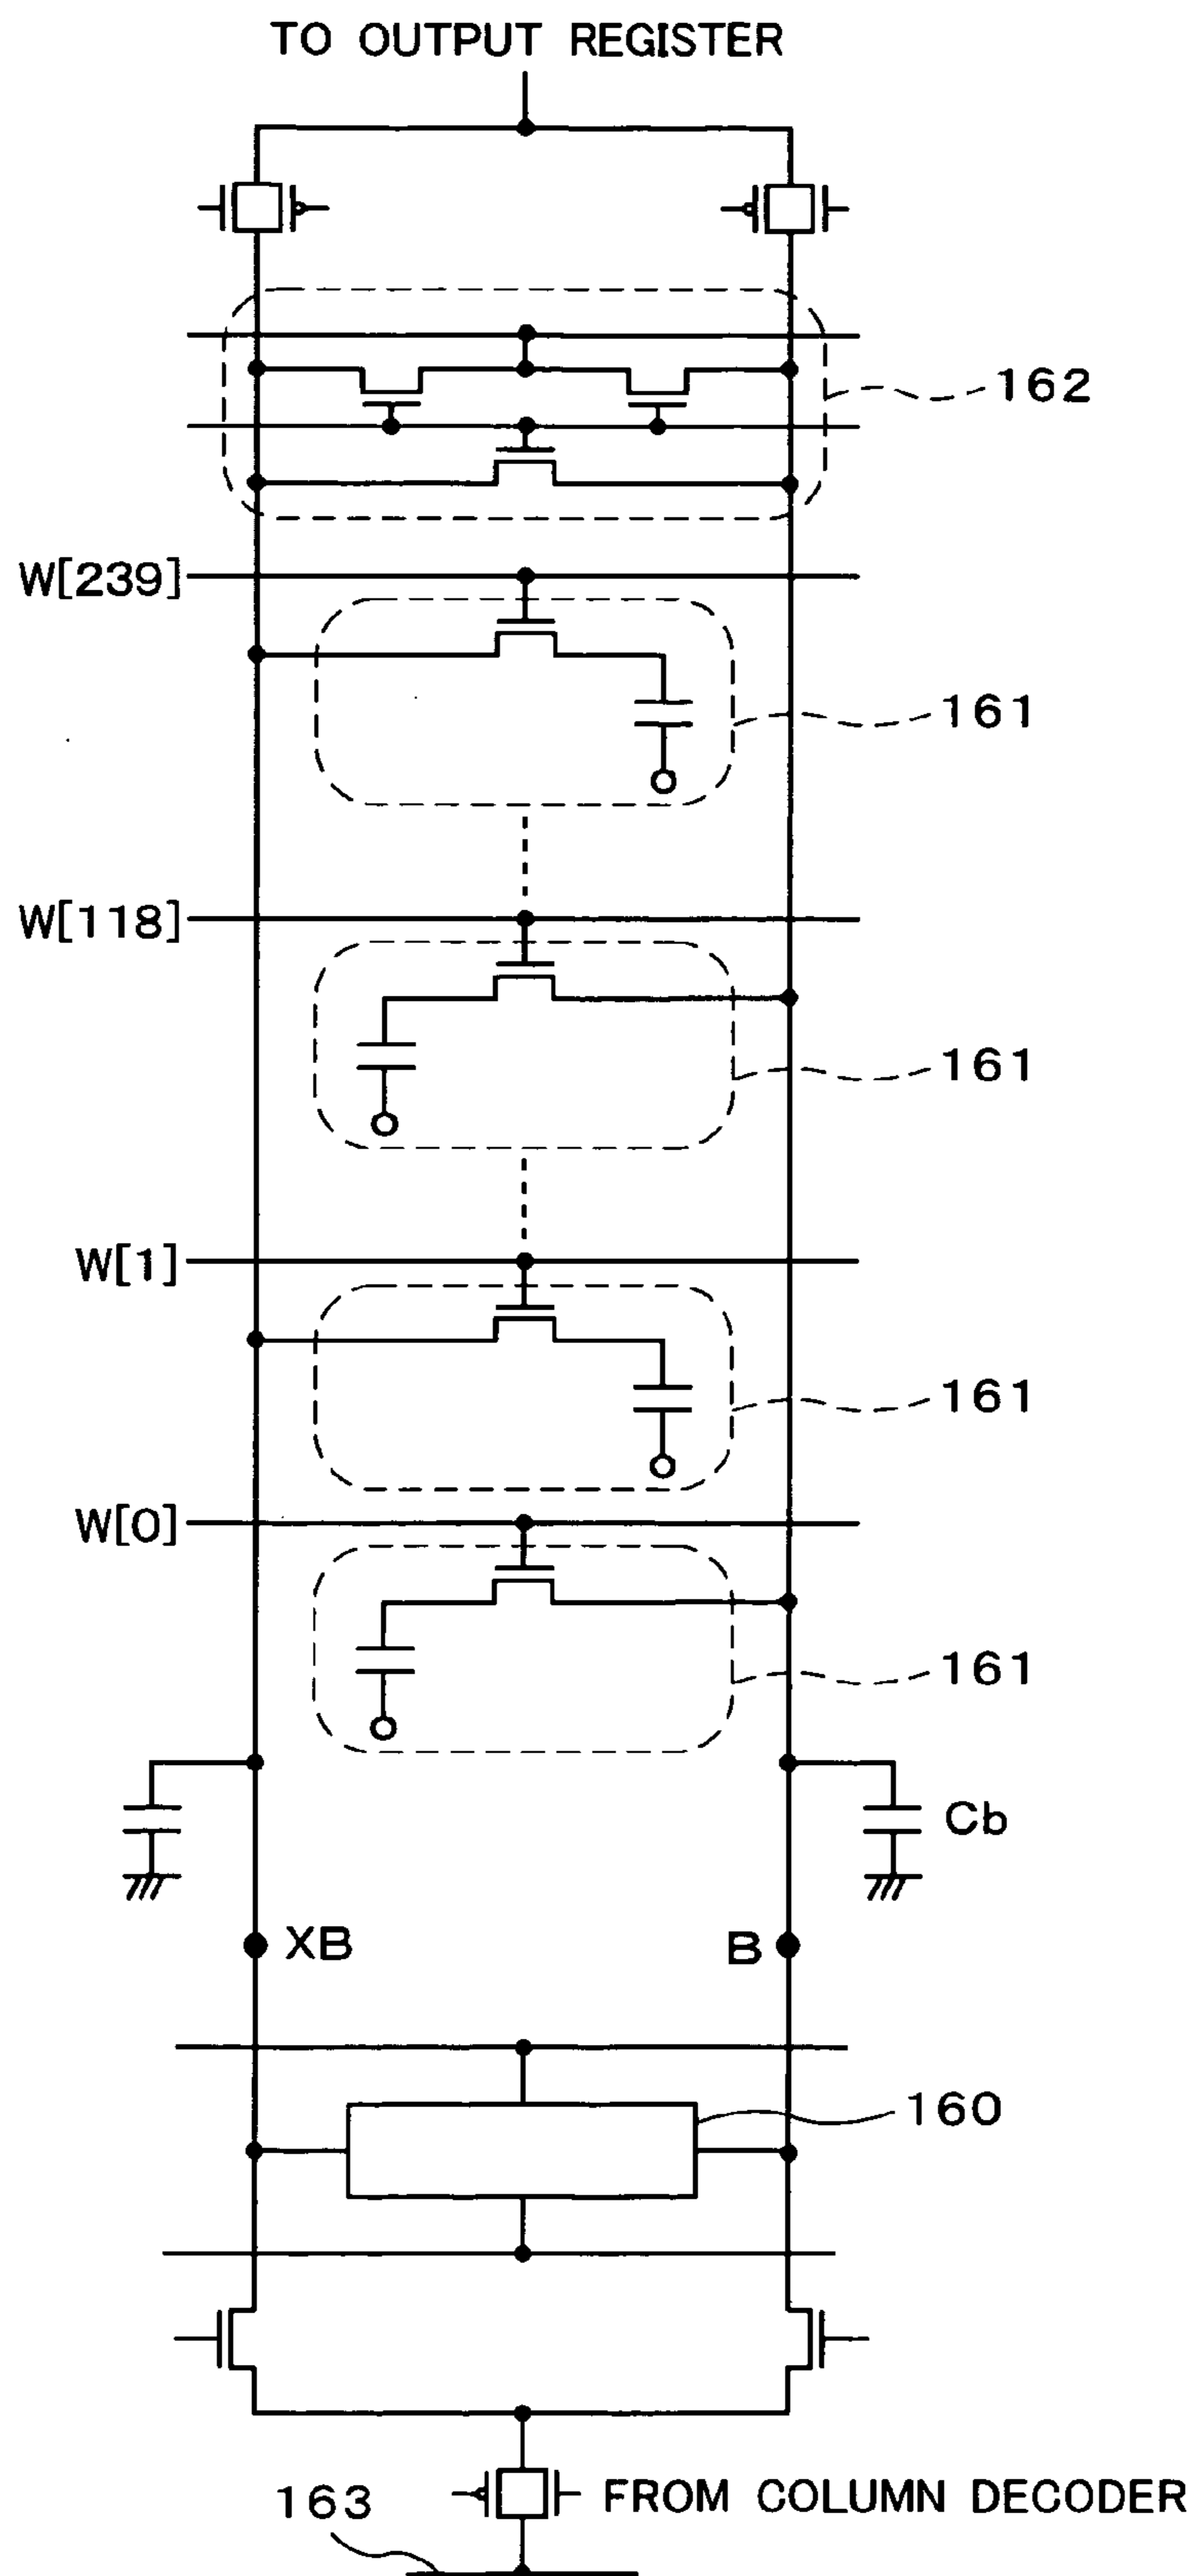 TO OUTPUT REGISTER
162
W[239]
161
W[118]
161
W[1]
161
W[0]
161
Cb
XB
B
160
163
FROM COLUMN DECODER